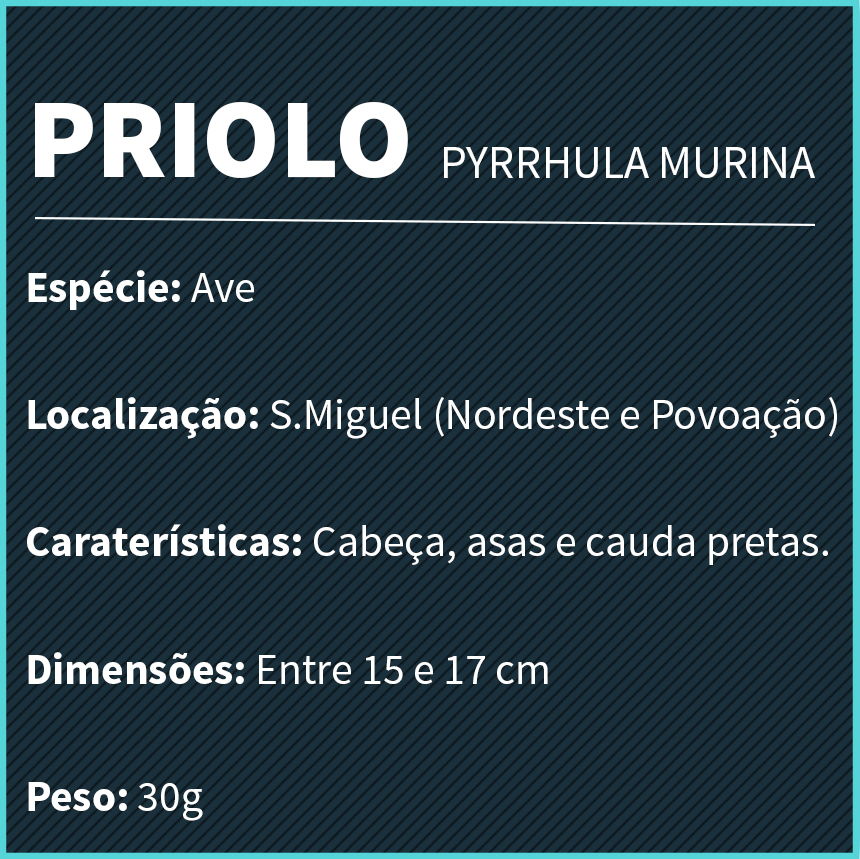 PRIOLO PYRRHULA MURINA
Espécie: Ave
Localização: S.Miguel (Nordeste e Povoação)
Caraterísticas: Cabeça, asas e cauda pretas.
Dimensões: Entre 15 e 17 cm
Peso: 30g